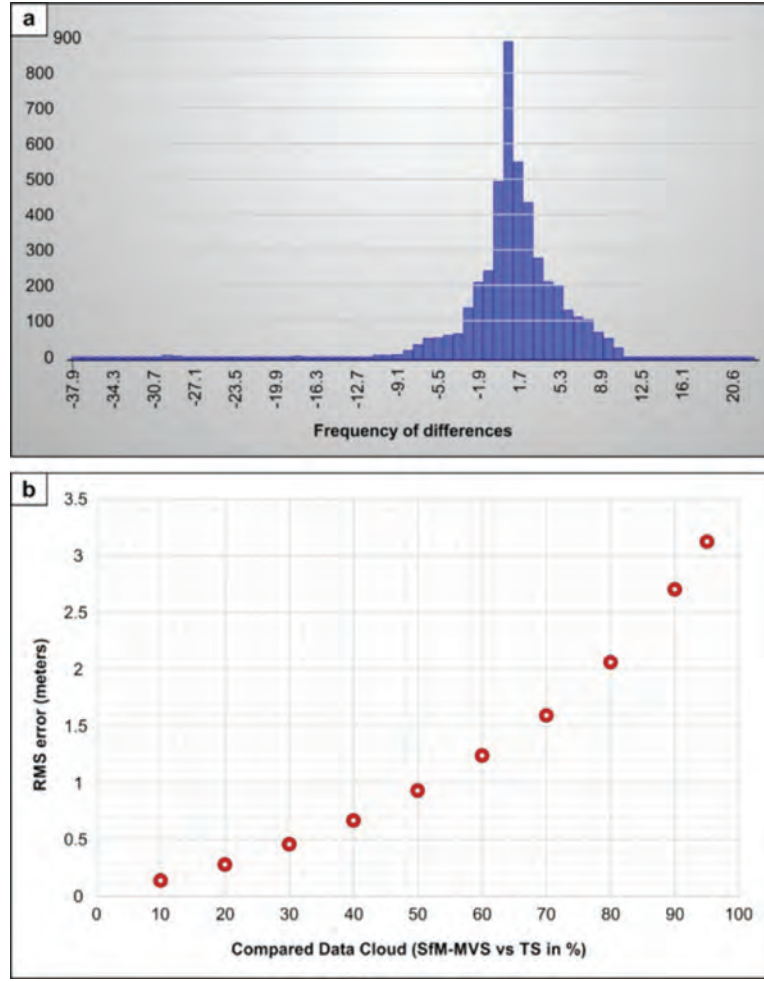 a
900
800
700
600
500
400
300
200
100
0
-37.9 -34.3 -30.7 -27.1 -23.5 -19.9 -16.3 -12.7 -9.1 -5.5 -1.9 1.7 5.3 8.9 12.5 16.1 20.6
Frequency of differences
b
3.5
3
2.5
2
1.5
1
0.5
0
RMS error (meters)
0 10 20 30 40 50 60 70 80 90 100
Compared Data Cloud (SfM-MVS vs TS in %)